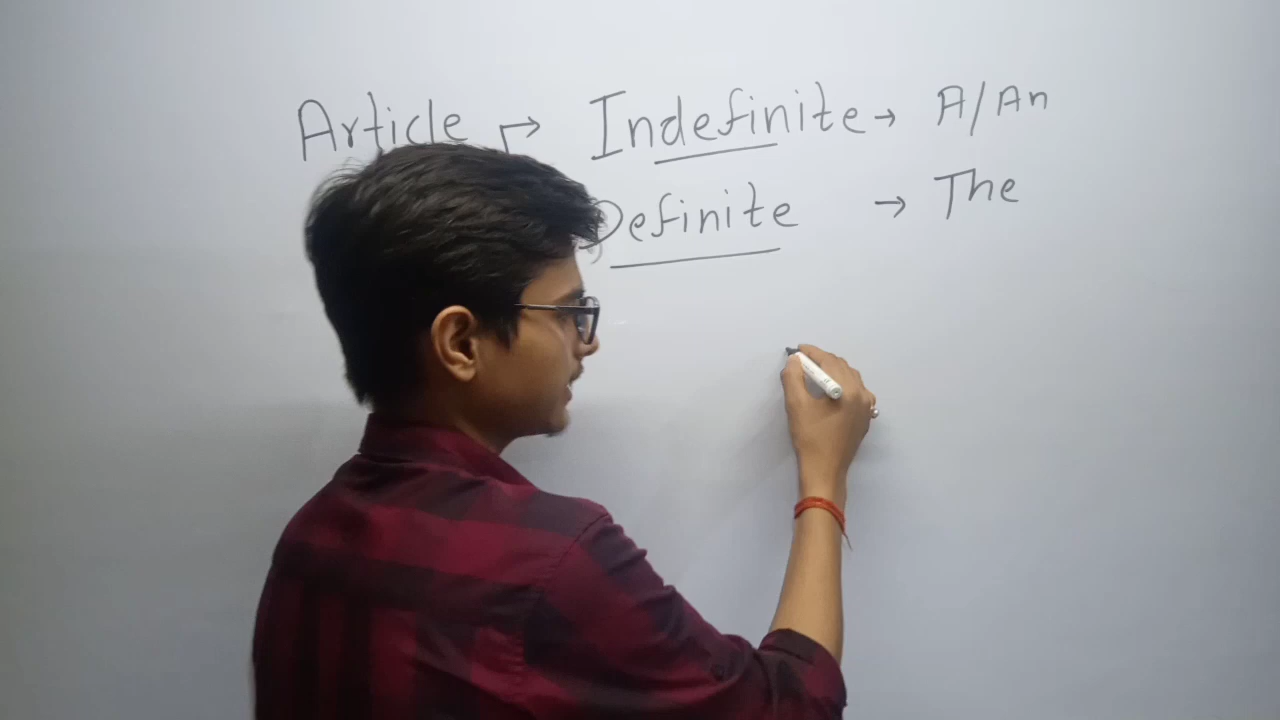 Article → Indefinite → A/An
Definite → The